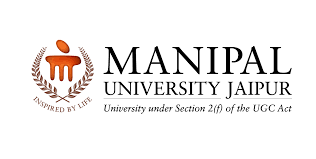 MANIPAL
UNIVERSITY JAIPUR
University under Section 2(f) of the UGC Act
INSPIRED BY LIFE